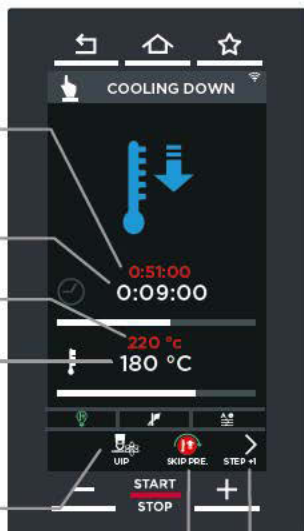 COOLING DOWN
0:51:00
0:09:00
220 °c
180 °C
UIP
SKIP PRE.
STEP +1
START
STOP